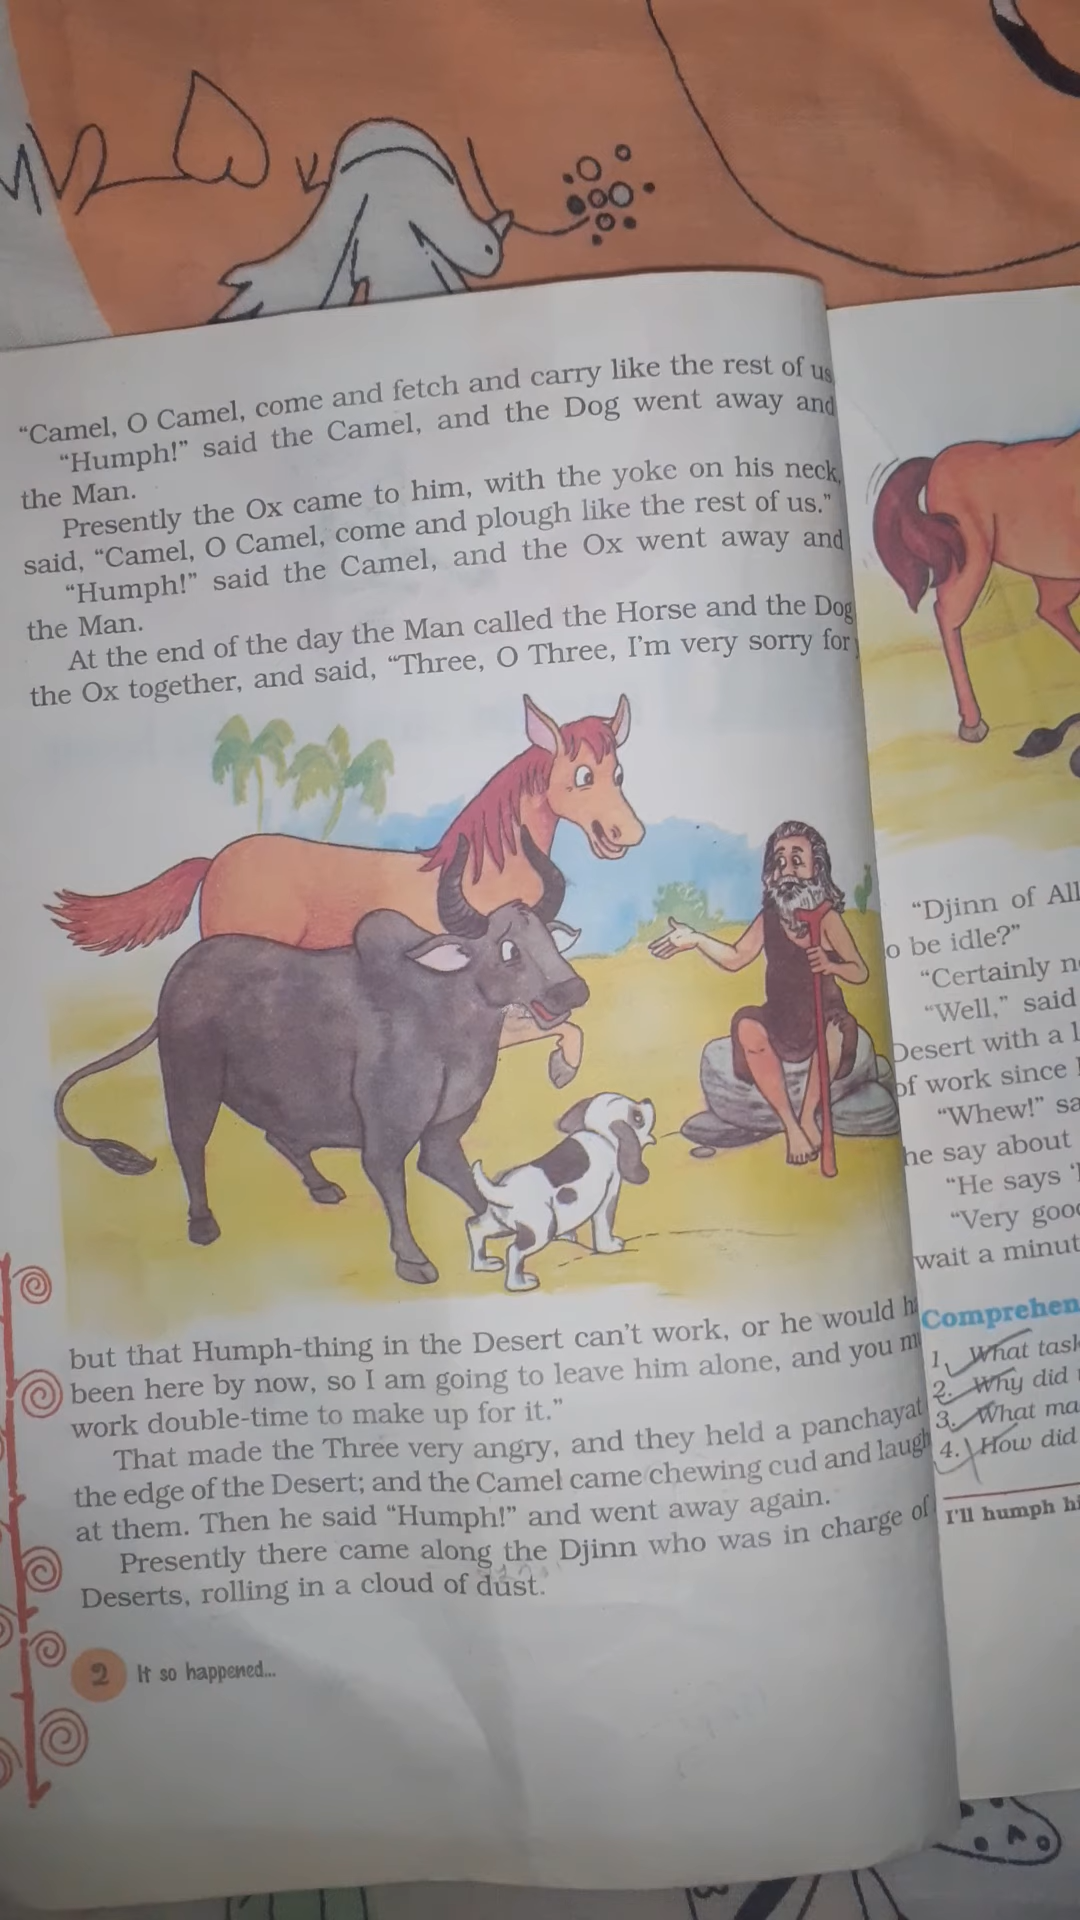 “Camel, O Camel, come and fetch and carry like the rest of us
“Humph!” said the Camel, and the Dog went away and
the Man.
Presently the Ox came to him, with the yoke on his neck,
said, “Camel, O Camel, come and plough like the rest of us.”
“Humph!” said the Camel, and the Ox went away and
the Man.
At the end of the day the Man called the Horse and the Dog
the Ox together, and said, “Three, O Three, I’m very sorry for
but that Humph-thing in the Desert can’t work, or he would
been here by now, so I am going to leave him alone, and you
work double-time to make up for it.”
That made the Three very angry, and they held a panchayat
the edge of the Desert; and the Camel came chewing cud and
at them. Then he said “Humph!” and went away again.
Presently there came along the Djinn who was in charge of
Deserts, rolling in a cloud of dust.
2 It so happened...
“Djinn of All
o be idle?”
“Certainly
“Well,” said
Desert with a
of work since
“Whew!”
he say about
“He says
“Very
wait a
1. What
2. Why did
3. What
4. How did
I’ll humph